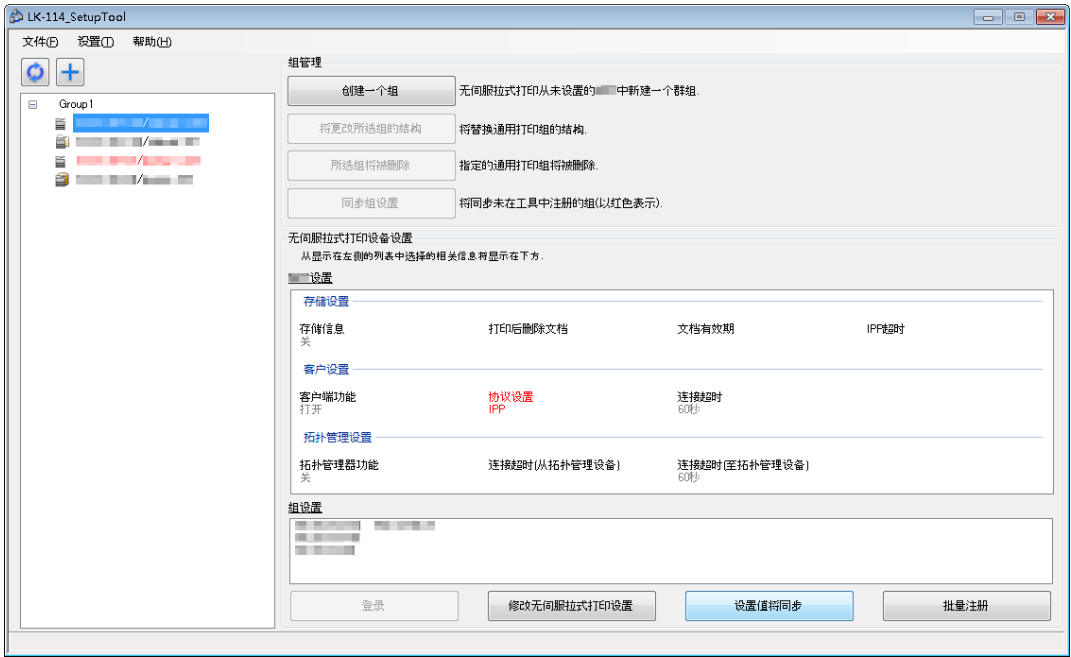 LK-114_SetupTool
文件(F) 设置(T) 帮助(H)
Group1
组管理
创建一个组 无伺服拉式打印从未设置的 中新建一个群组.
将更改所选组的结构 将替换通用打印组的结构.
所选组将被删除 指定的通用打印组将被删除.
同步组设置 将同步未在工具中注册的组(以红色表示).
无伺服拉式打印设备设置
从显示在左侧的列表中选择的相关信息将显示在下方.
设置
存储设置
存储信息 打印后删除文档 文档有效期 IPP超时
关
客户设置
客户端功能 协议设置 连接超时
打开 IPP 60秒
拓扑管理设置
拓扑管理器功能 连接超时(从拓扑管理设备) 连接超时(至拓扑管理设备)
关 60秒
组设置
登录 修改无伺服拉式打印设置 设置值将同步 批量注册